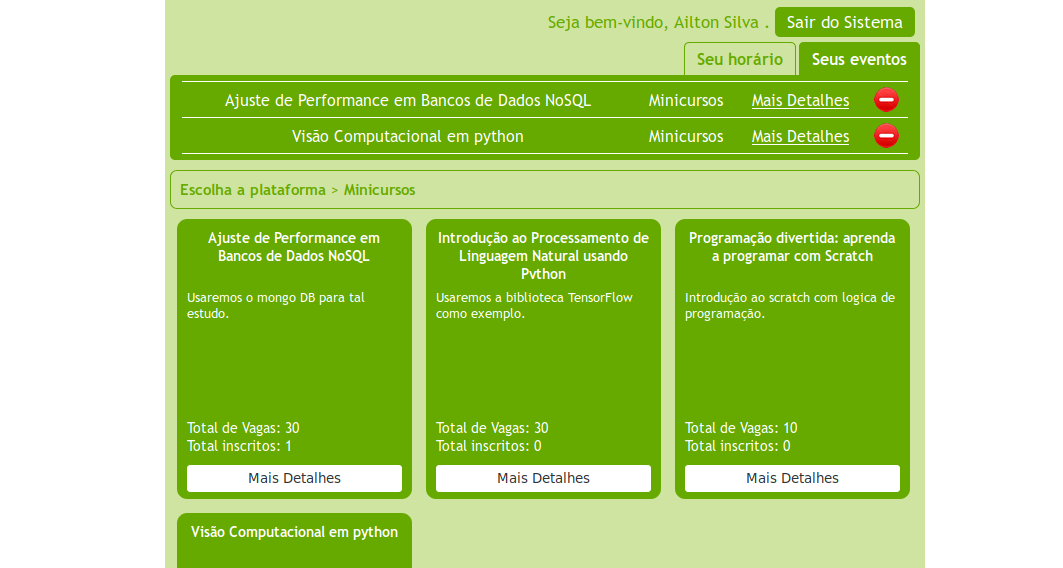 Seja bem-vindo, Ailton Silva . Sair do Sistema
Seu horário Seus eventos
Ajuste de Performance em Bancos de Dados NoSQL Minicursos Mais Detalhes
Visão Computacional em python Minicursos Mais Detalhes
Escolha a plataforma > Minicursos
Ajuste de Performance em
Bancos de Dados NoSQL
Usaremos o mongo DB para tal
estudo.
Total de Vagas: 30
Total inscritos: 1
Mais Detalhes
Introdução ao Processamento de
Linguagem Natural usando
Python
Usaremos a biblioteca TensorFlow
como exemplo.
Total de Vagas: 30
Total inscritos: 0
Mais Detalhes
Programação divertida: aprenda
a programar com Scratch
Introdução ao scratch com logica de
programação.
Total de Vagas: 10
Total inscritos: 0
Mais Detalhes
Visão Computacional em python